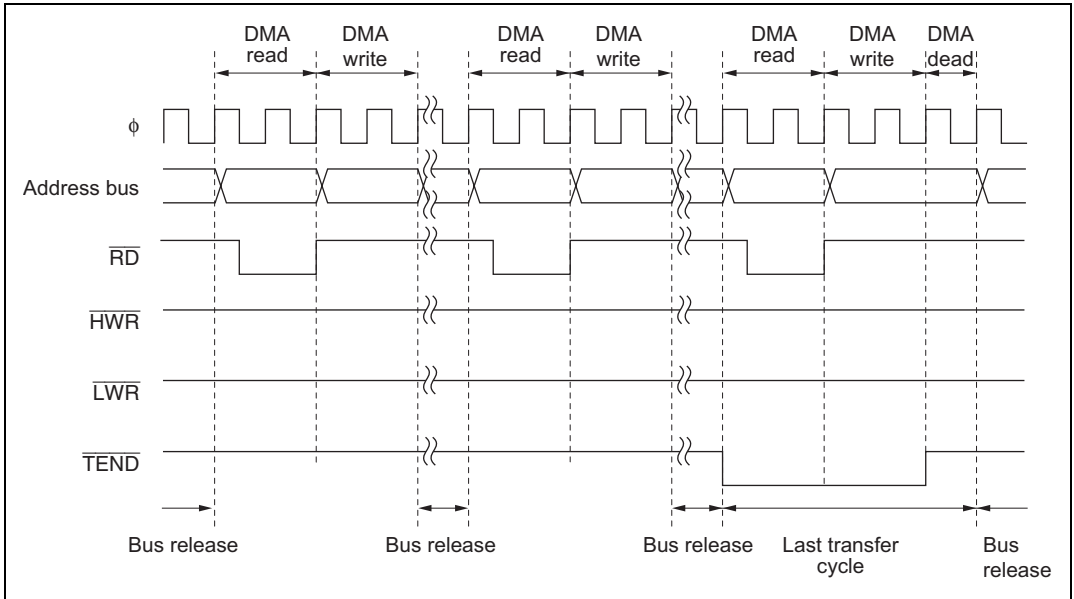 DMA read
DMA write
DMA read
DMA write
DMA read
DMA write
DMA dead
φ
Address bus
RD
HWR
LWR
TEND
Bus release
Bus release
Bus release
Last transfer cycle
Bus release